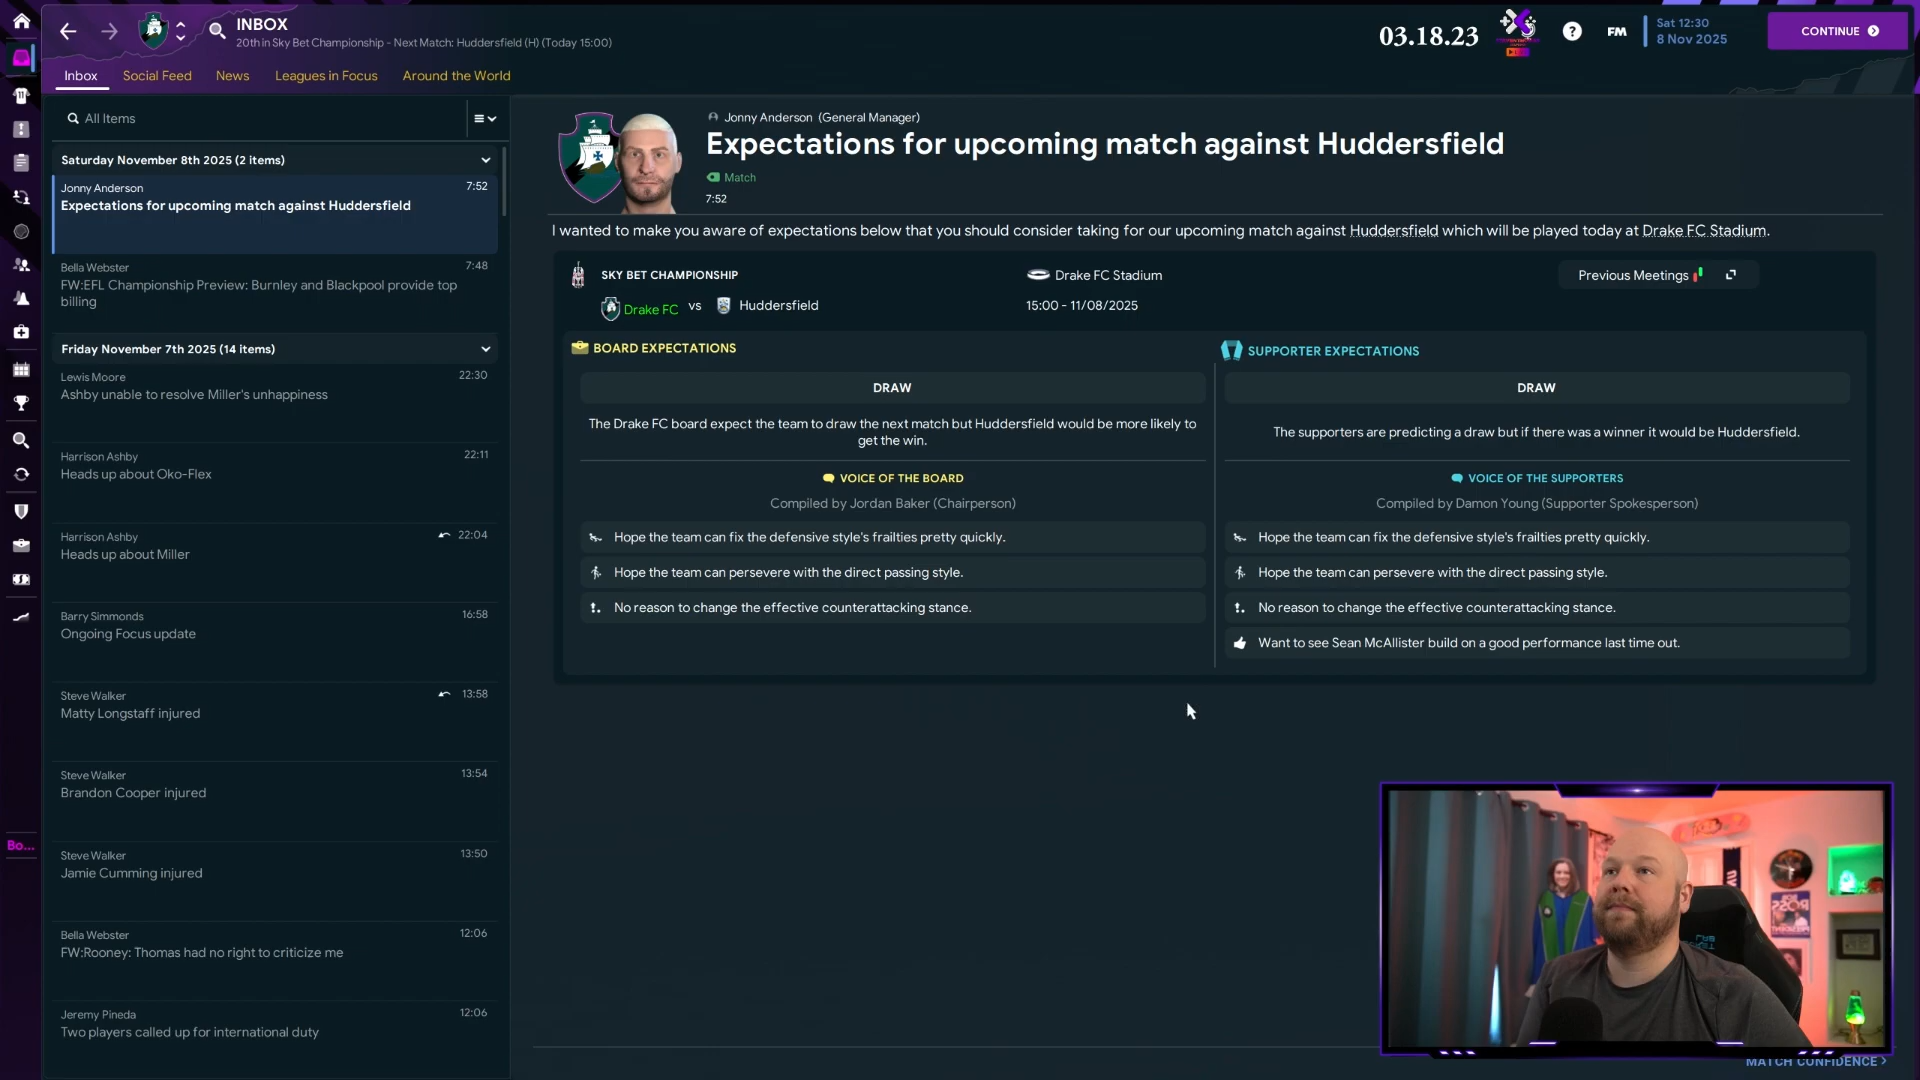 INBOX
20th in Sky Bet Championship - Next Match: Huddersfield (H) (Today 15:00)
03.18.23
FM
Sat 12:30
8 Nov 2025
CONTINUE
Inbox
Social Feed
News
Leagues in Focus
Around the World
All Items
Saturday November 8th 2025 (2 items)
Jonny Anderson 7:52
Expectations for upcoming match against Huddersfield
Bella Webster 7:48
FW:EFL Championship Preview: Burnley and Blackpool provide top
billing
Friday November 7th 2025 (14 items)
Lewis Moore 22:30
Ashby unable to resolve Miller's unhappiness
Harrison Ashby 22:11
Heads up about Oko-Flex
Harrison Ashby 22:04
Heads up about Miller
Barry Simmonds 16:58
Ongoing Focus update
Steve Walker 13:58
Matty Longstaff injured
Steve Walker 13:54
Brandon Cooper injured
Steve Walker 13:50
Jamie Cumming injured
Bella Webster 12:06
FW:Rooney: Thomas had no right to criticize me
Jeremy Pineda 12:06
Two players called up for international duty
Bo...
Jonny Anderson (General Manager)
Expectations for upcoming match against Huddersfield
Match
7:52
I wanted to make you aware of expectations below that you should consider taking for our upcoming match against Huddersfield which will be played today at Drake FC Stadium.
SKY BET CHAMPIONSHIP
Drake FC vs Huddersfield
Drake FC Stadium
15:00 - 11/08/2025
Previous Meetings
BOARD EXPECTATIONS
DRAW
The Drake FC board expect the team to draw the next match but Huddersfield would be more likely to
get the win.
VOICE OF THE BOARD
Compiled by Jordan Baker (Chairperson)
Hope the team can fix the defensive style's frailties pretty quickly.
Hope the team can persevere with the direct passing style.
No reason to change the effective counterattacking stance.
SUPPORTER EXPECTATIONS
DRAW
The supporters are predicting a draw but if there was a winner it would be Huddersfield.
VOICE OF THE SUPPORTERS
Compiled by Damon Young (Supporter Spokesperson)
Hope the team can fix the defensive style's frailties pretty quickly.
Hope the team can persevere with the direct passing style.
No reason to change the effective counterattacking stance.
Want to see Sean McAllister build on a good performance last time out.
MATCH CONFIDENCE